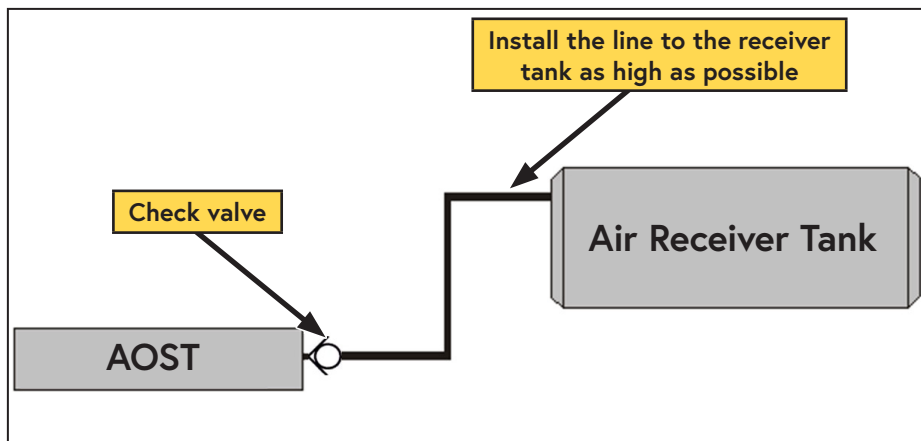 Install the line to the receiver
tank as high as possible
Check valve
Air Receiver Tank
AOST